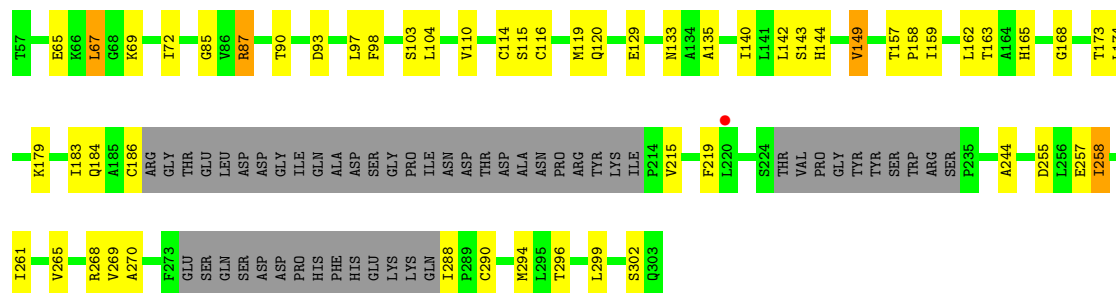 T57 E65 K66 L67 G68 K69 I72 G85 V86 R87 T90 D93 L97 F98 S103 L104 V110 C114 S115 C116 M119 Q120 E129 N133 A134 A135 I140 L141 L142 S143 H144 V149 T157 P158 I159 L162 T163 A164 H165 G168 T173
K179 I183 Q184 A185 C186 ARG GLY THR GLU LEU ASP ASP GLY ILE GLN ALA ASP SER GLY PRO ILE ASN ASP THR ASP ALA ASN PRO ARG TYR LYS ILE P214 V215 F219 L220 S224 THR VAL PRO GLY TYR TYR SER TRP ARG SER P235 A244 D255 L256 E257 I258
I261 V265 R268 V269 A270 F273 GLU SER GLN SER ASP ASP PRO HIS PHE HIS GLU LYS LYS GLN I288 P289 C290 M294 L295 T296 L299 S302 Q303